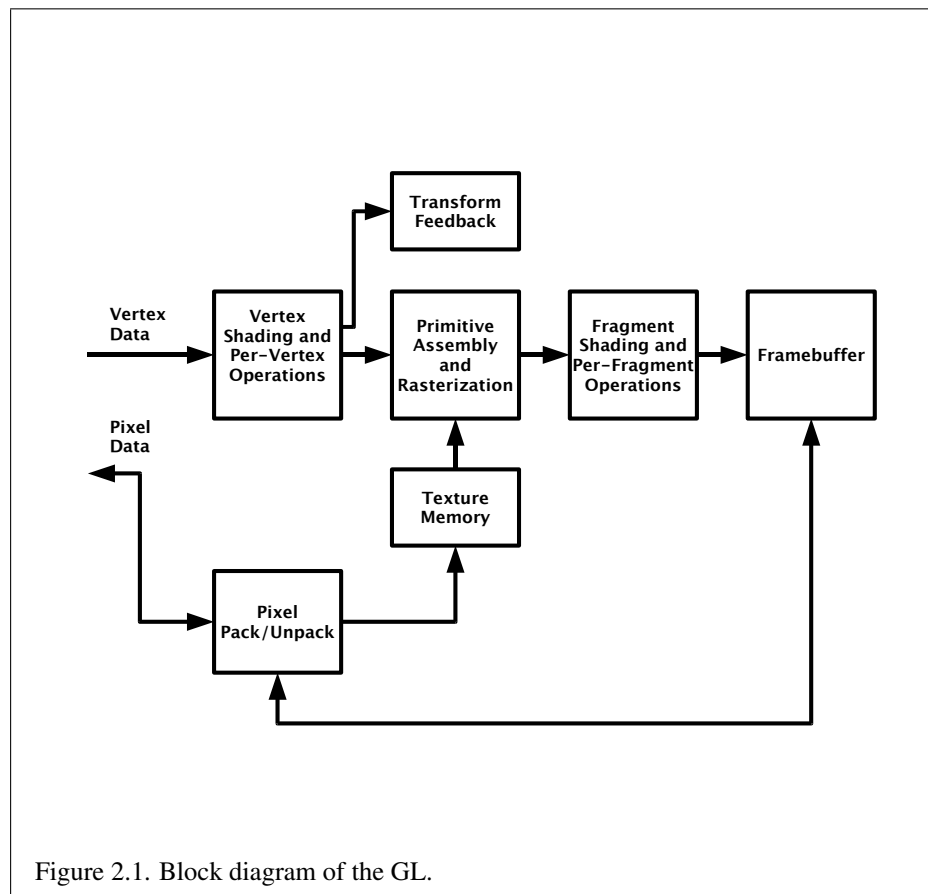 Transform
Feedback
Vertex
Data
Vertex
Shading and
Per-Vertex
Operations
Primitive
Assembly
and
Rasterization
Fragment
Shading and
Per-Fragment
Operations
Framebuffer
Pixel
Data
Texture
Memory
Pixel
Pack/Unpack
Figure 2.1. Block diagram of the GL.